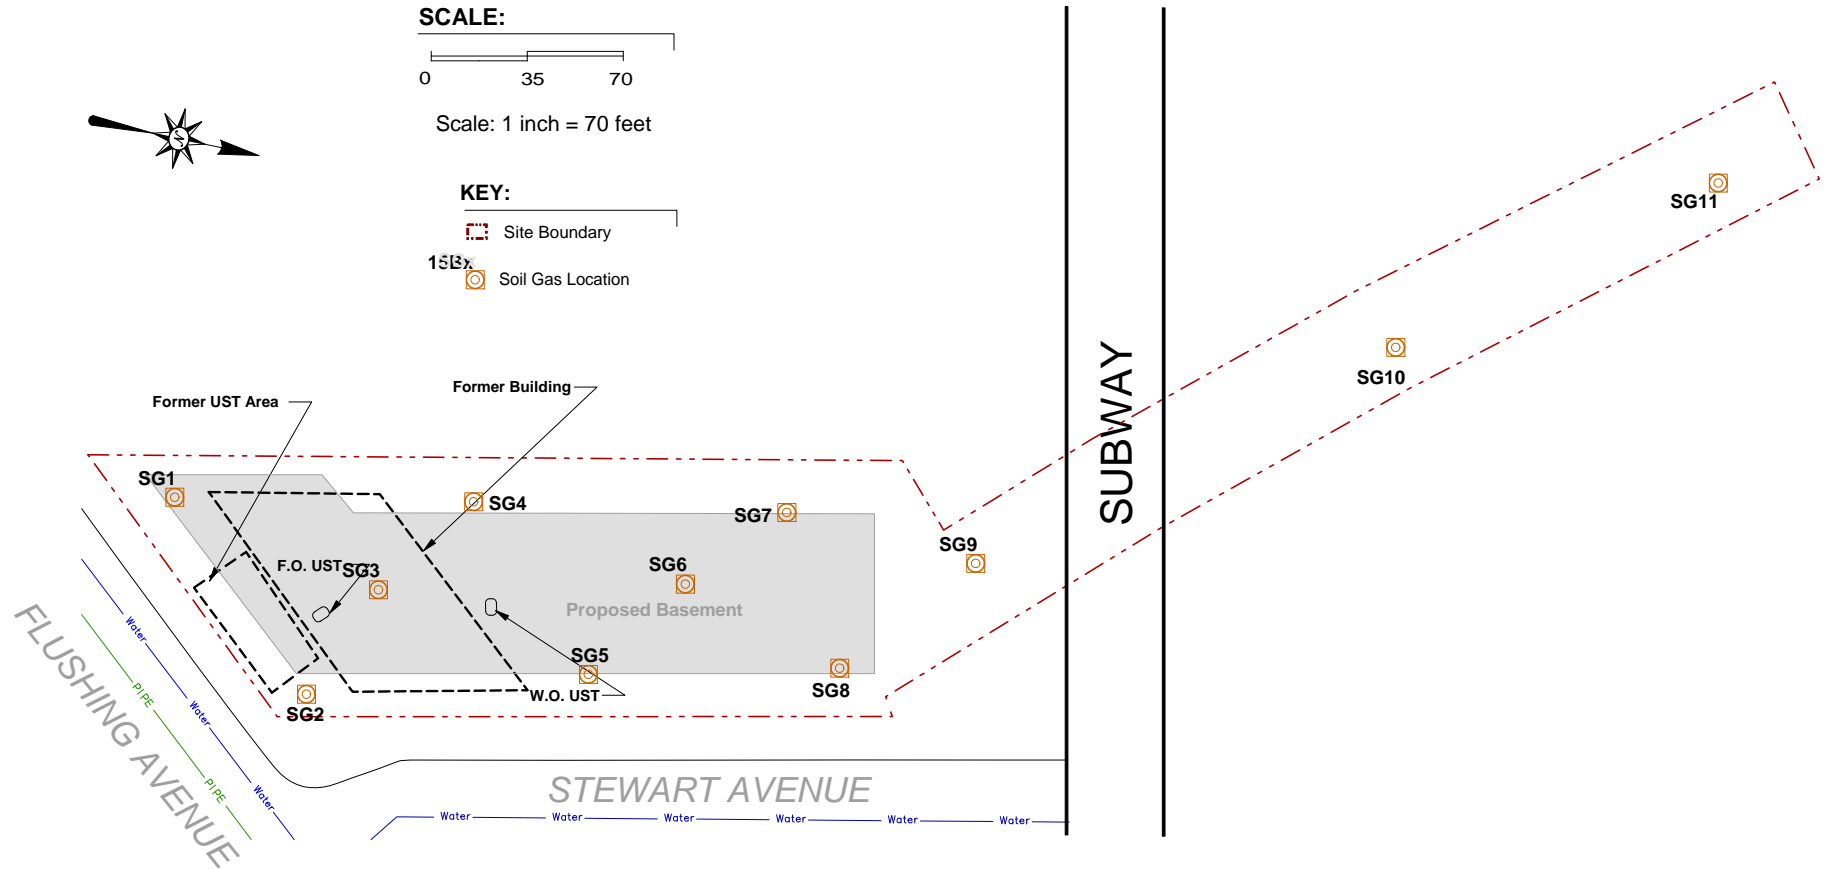 SCALE:
0 35 70
Scale: 1 inch = 70 feet
KEY:
Site Boundary
Soil Gas Location
SUBWAY
SG11
SG10
Former Building
Former UST Area
SG1
SG4
SG7
SG9
F.O. UST
SG3
SG6
Proposed Basement
SG5
W.O. UST
SG8
SG2
FLUSHING AVENUE
STEWART AVENUE
Water
Water
Water
PIPE
PIPE
Water Water Water Water Water Water